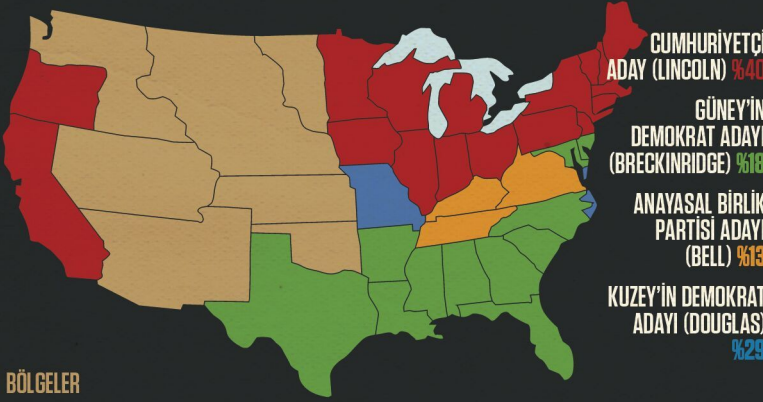 CUMHURİYETÇİ
ADAY (LINCOLN) %40
GÜNEY'İN
DEMOKRAT ADAYI
(BRECKINRIDGE) %18
ANAYASAL BİRLİK
PARTİSİ ADAYI
(BELL) %13
KUZEY'İN DEMOKRAT
ADAYI (DOUGLAS)
%29
BÖLGELER